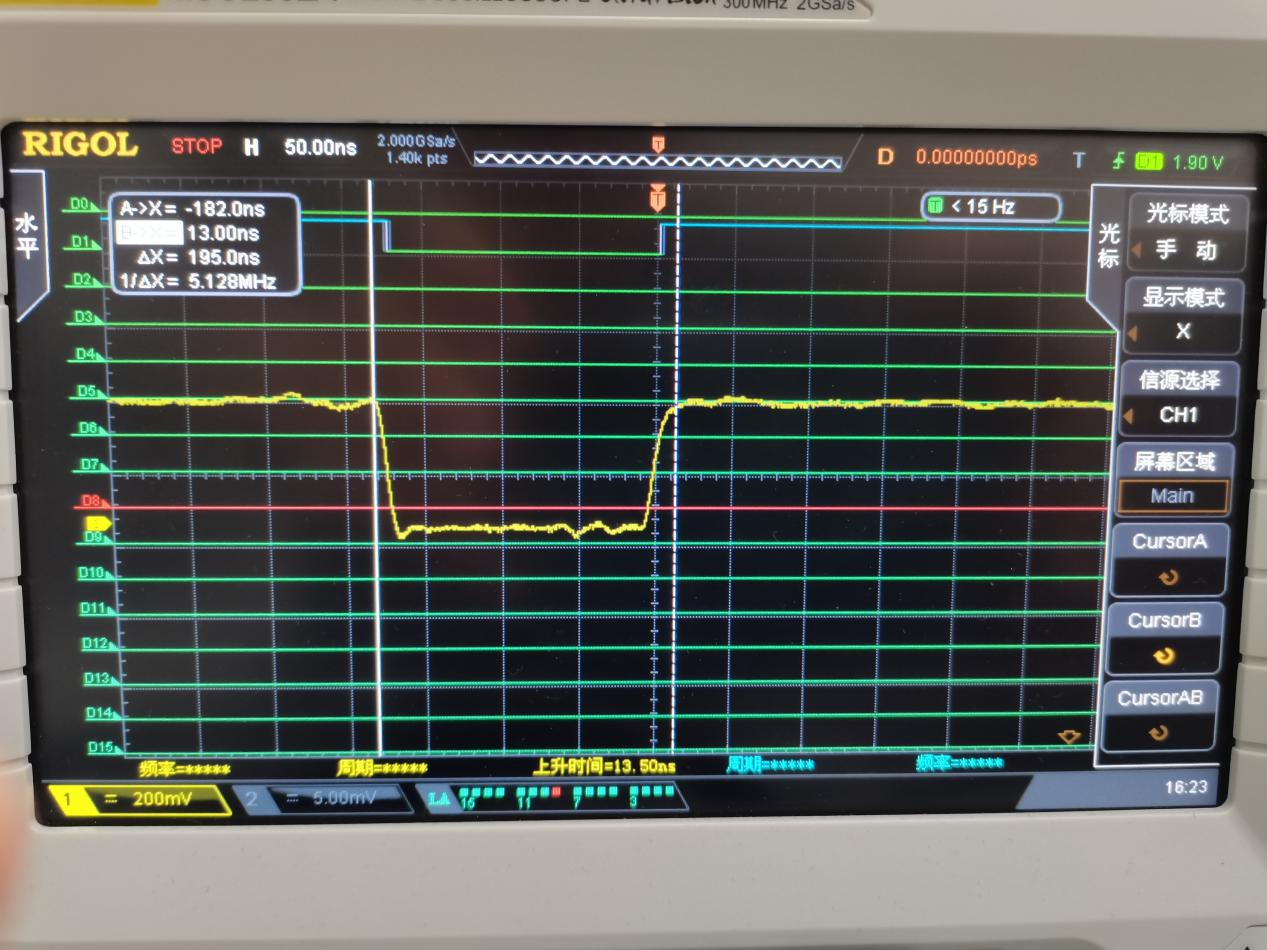 300MHz 2GSa/s
RIGOL STOP H 50.00ns 2.000GSa/s 1.40k pts T D 0.00000000ps T D1 1.90 V
水平
A->X= -182.0ns
B->X= 13.00ns
ΔX= 195.0ns
1/ΔX= 5.128MHz
T
T < 15 Hz
D0
D1
D2
D3
D4
D5
D6
D7
D8
D9
D10
D11
D12
D13
D14
D15
光标
光标模式
手 动
显示模式
X
信源选择
CH1
屏幕区域
Main
CursorA
CursorB
CursorAB
频率=***** 周期=***** 上升时间=13.50ns 周期=***** 频率=*****
1 = 200mV 2 = 5.00mV LA 15 11 7 3
16:23